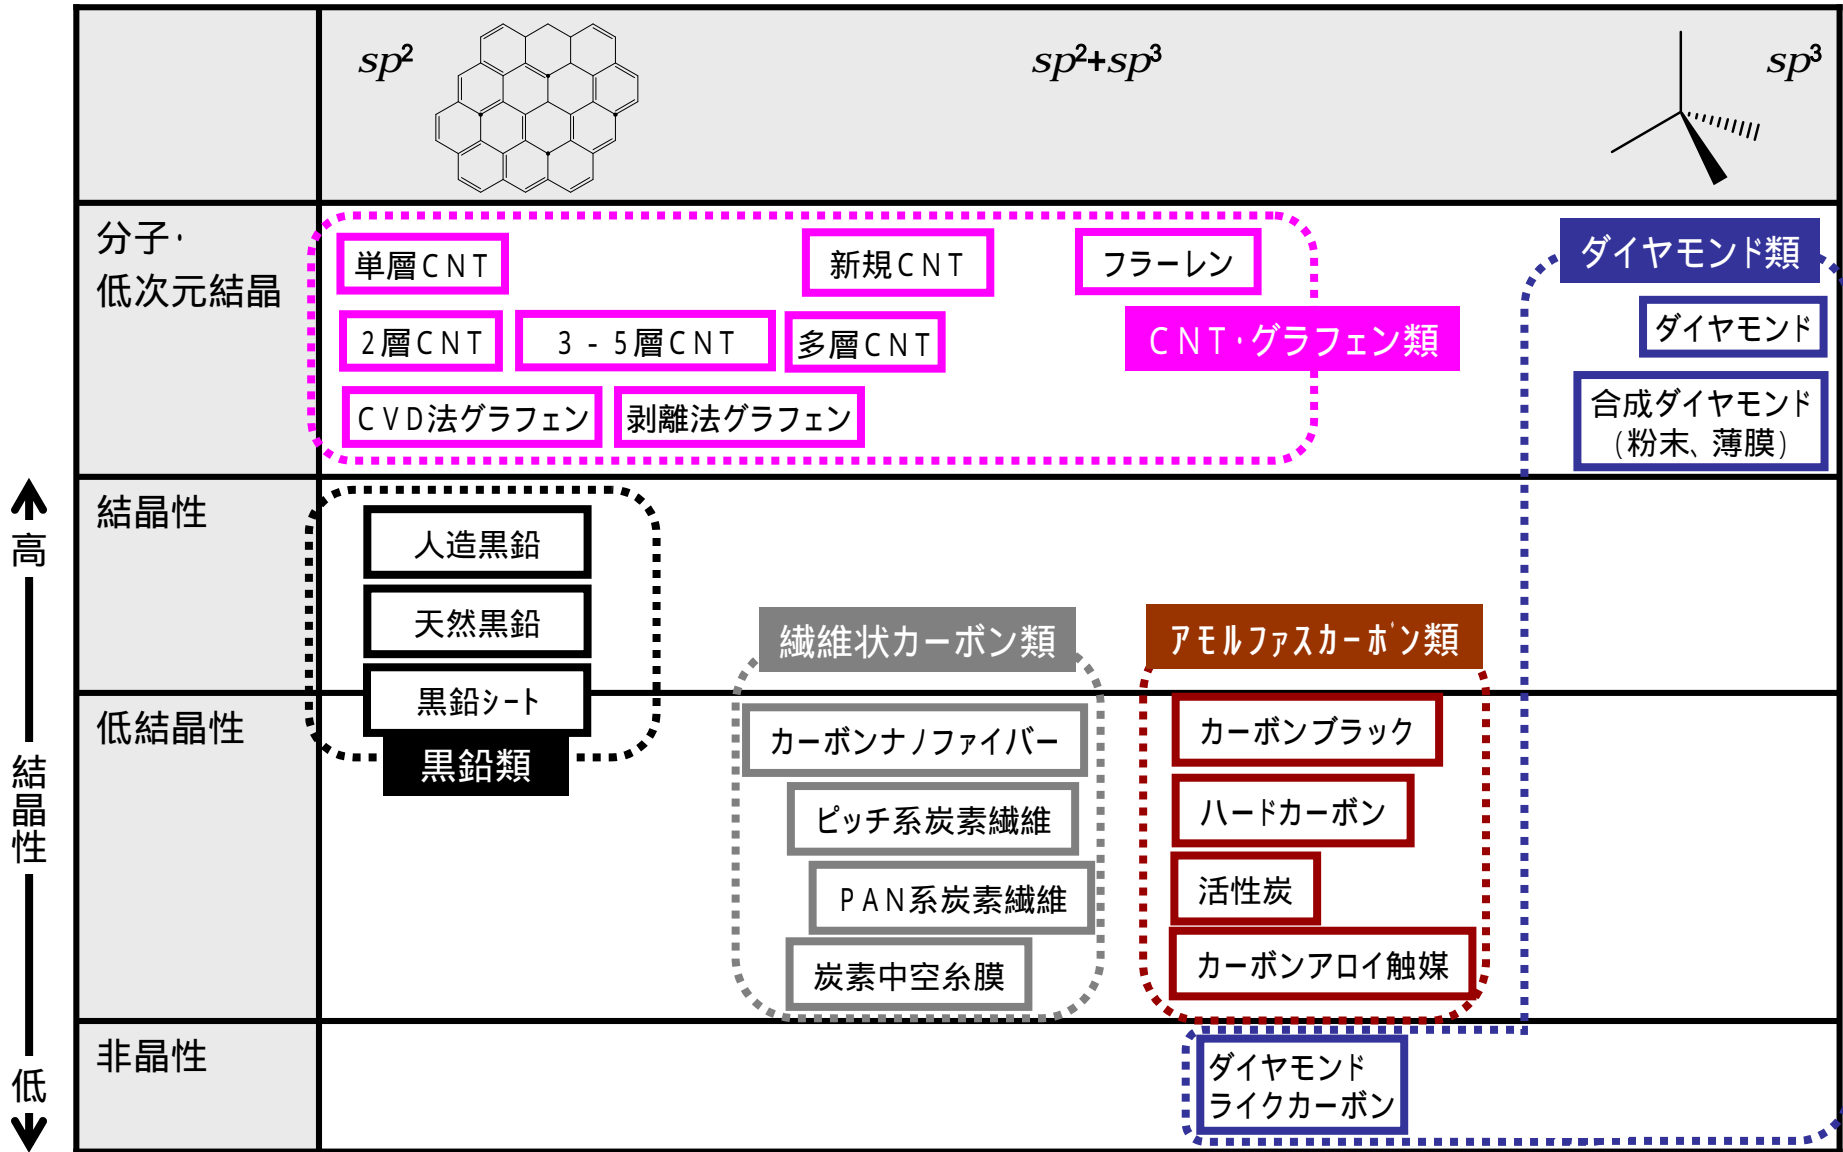 sp²
sp²+sp³
sp³
分子・
低次元結晶
単層CNT
新規CNT
フラーレン
ダイヤモンド類
2層CNT
3-5層CNT
多層CNT
CNT・グラフェン類
ダイヤモンド
CVD法グラフェン
剥離法グラフェン
合成ダイヤモンド
(粉末、薄膜)
高
結晶性
低
結晶性
人造黒鉛
天然黒鉛
黒鉛シート
黒鉛類
繊維状カーボン類
アモルファスカーボン類
低結晶性
カーボンナノファイバー
カーボンブラック
ピッチ系炭素繊維
ハードカーボン
PAN系炭素繊維
活性炭
炭素中空糸膜
カーボンアロイ触媒
非晶性
ダイヤモンド
ライクカーボン